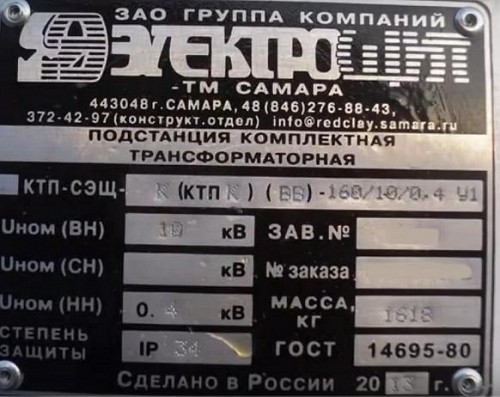 ЗАО ГРУППА КОМПАНИЙ
ЭЛЕКТРОЩИТ
-ТМ САМАРА
443048 г. САМАРА, 48 (846)276-88-43,
372-42-97 (конструкт.отдел) info@redclay.samara.ru
ПОДСТАНЦИЯ КОМПЛЕКТНАЯ
ТРАНСФОРМАТОРНАЯ
КТП-СЭЩ- К (КТП К) (ВВ)-160/10/0.4 У1
Uном (ВН) 10 кВ ЗАВ.№
Uном (СН) кВ № заказа
Uном (НН) 0.4 кВ МАССА, КГ 1618
СТЕПЕНЬ ЗАЩИТЫ IP 34 ГОСТ 14695-80
СДЕЛАНО В РОССИИ 2013 г.